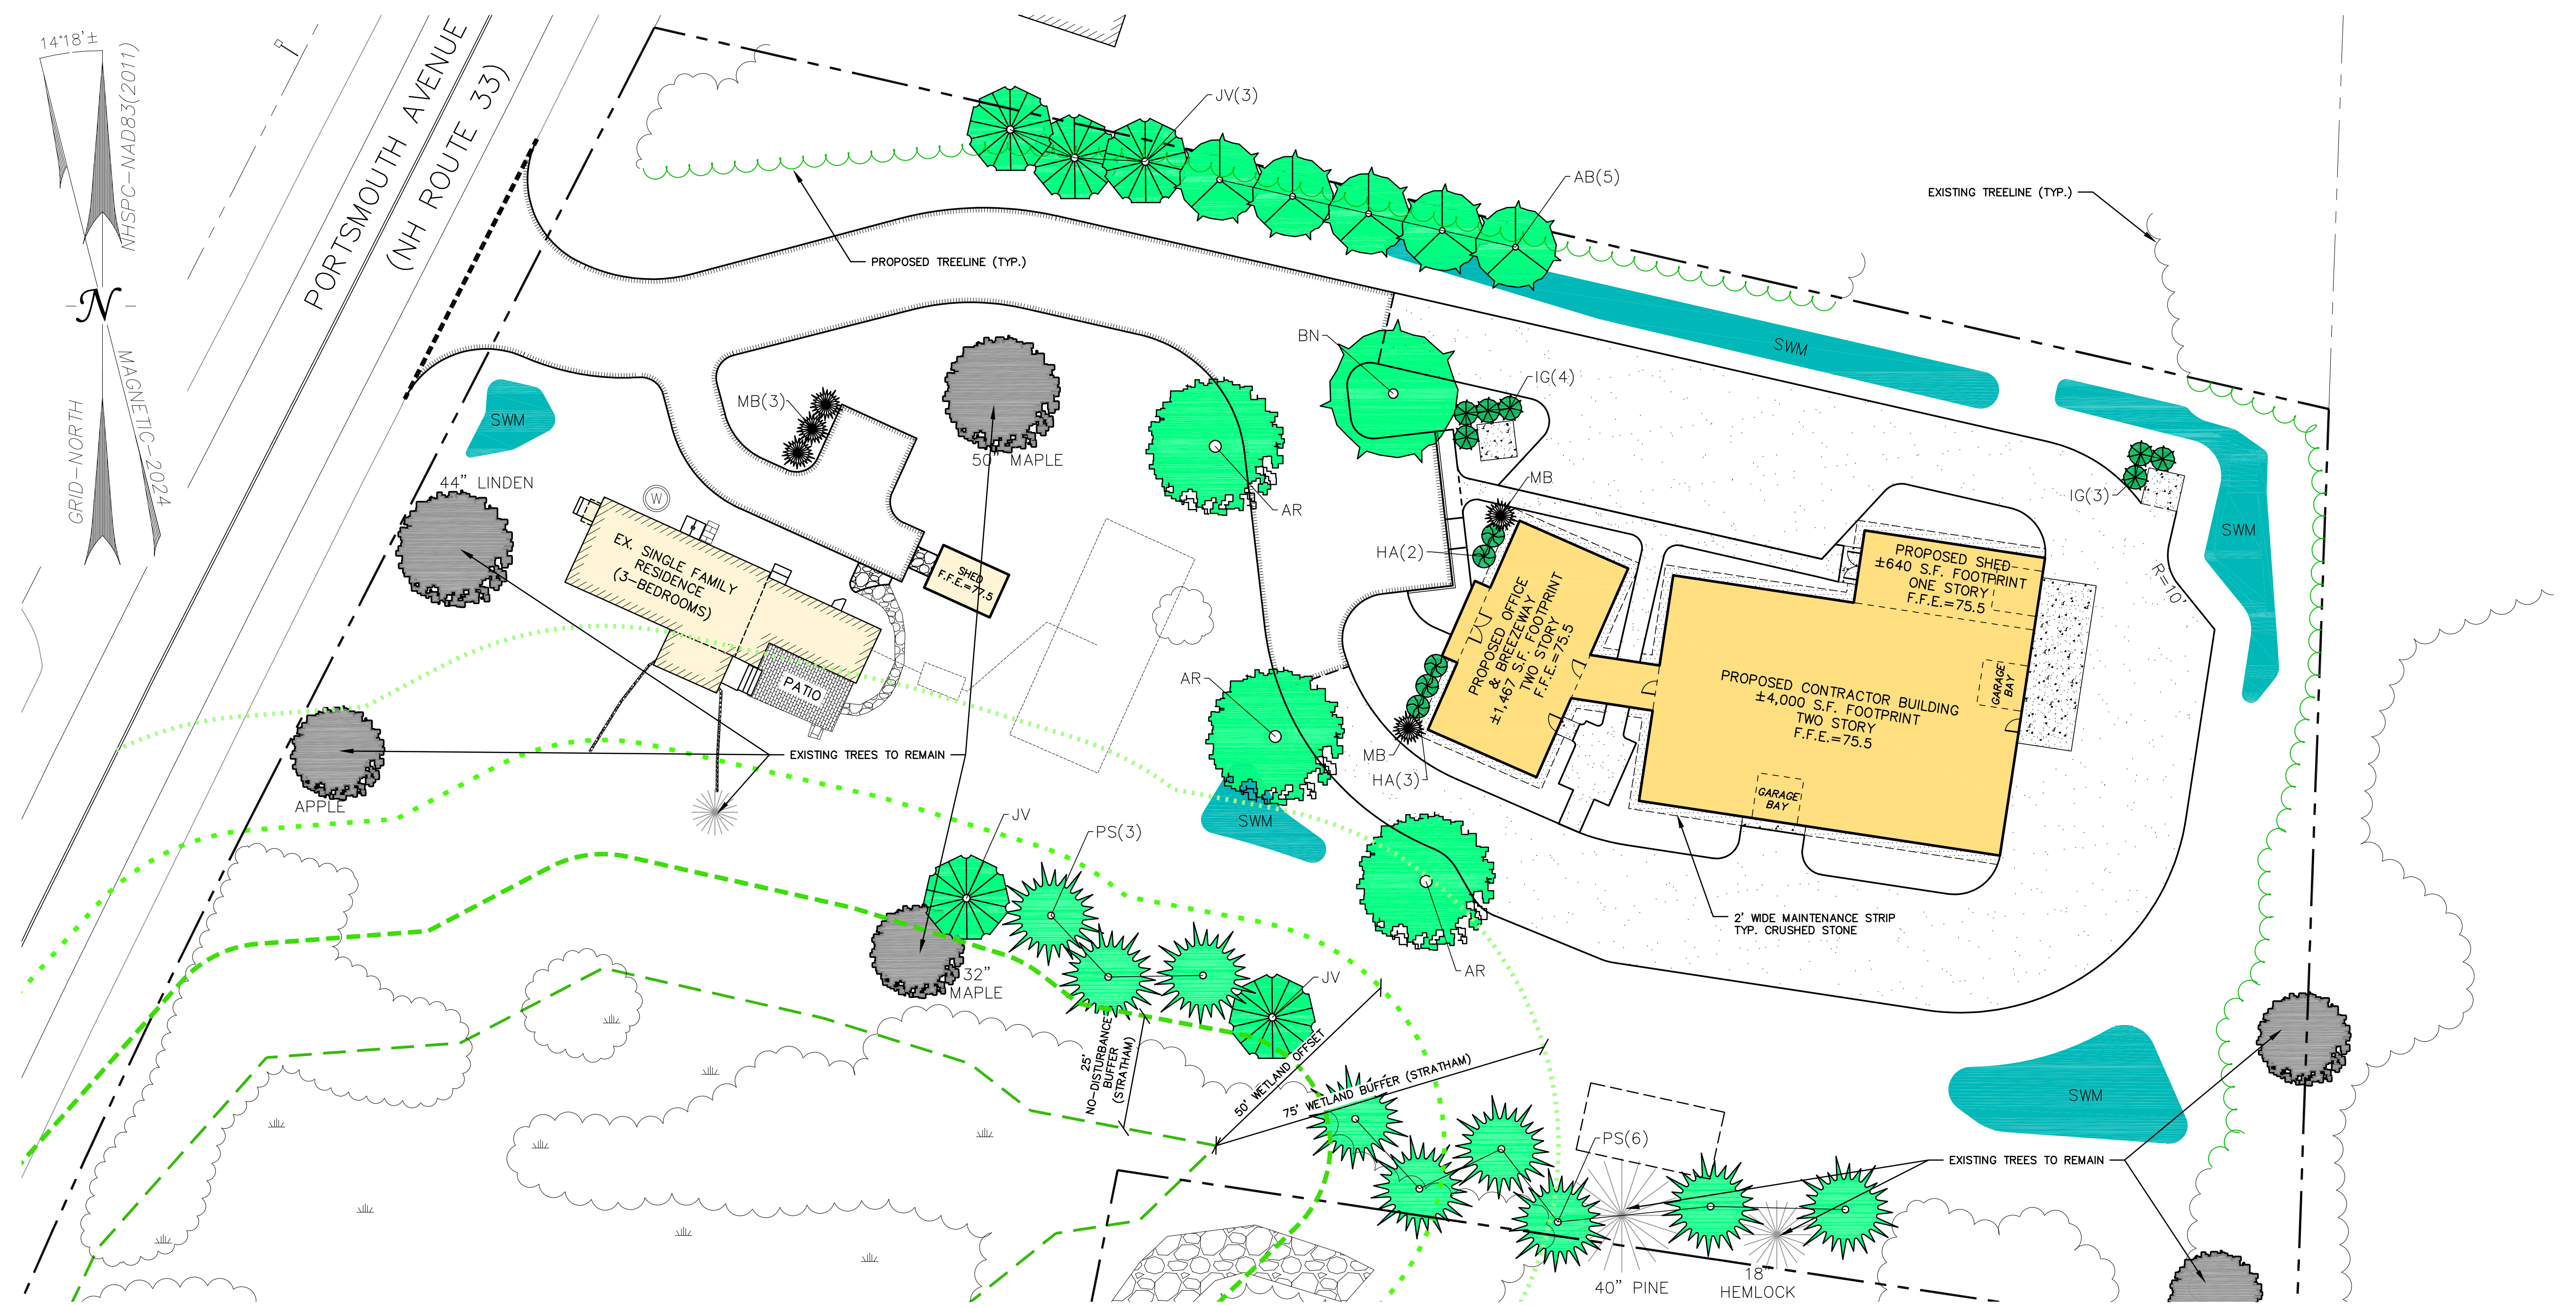 14°18'±
NHSPC-NAD83(2011)
N
GRID-NORTH
MAGNETIC-2024
PORTSMOUTH AVENUE
(NH ROUTE 33)
JV(3)
AB(5)
EXISTING TREELINE (TYP.)
PROPOSED TREELINE (TYP.)
SWM
BN
IG(4)
MB(3)
50" MAPLE
SWM
44" LINDEN
W
AR
MB
IG(3)
SWM
HA(2)
EX. SINGLE FAMILY
RESIDENCE
(3-BEDROOMS)
SHED
F.F.E.=77.5
PROPOSED SHED
±640 S.F. FOOTPRINT
ONE STORY
F.F.E.=75.5
R=10'
PROPOSED OFFICE
& BREEZEWAY
±1,467 S.F. FOOTPRINT
TWO STORY
F.F.E.=75.5
PATIO
AR
GARAGE
BAY
PROPOSED CONTRACTOR BUILDING
±4,000 S.F. FOOTPRINT
TWO STORY
F.F.E.=75.5
EXISTING TREES TO REMAIN
MB
HA(3)
GARAGE
BAY
APPLE
JV
PS(3)
SWM
2' WIDE MAINTENANCE STRIP
TYP. CRUSHED STONE
32"
MAPLE
JV
AR
25'
NO-DISTURBANCE
BUFFER
(STRATHAM)
50' WETLAND OFFSET
75' WETLAND BUFFER (STRATHAM)
SWM
PS(6)
EXISTING TREES TO REMAIN
40" PINE
18"
HEMLOCK